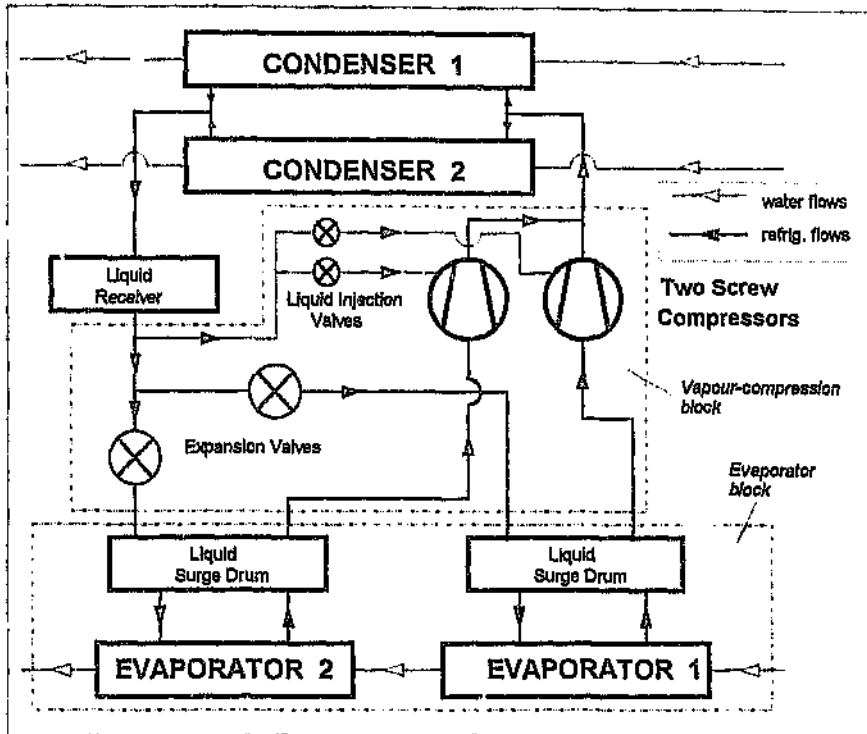 CONDENSER 1
CONDENSER 2
water flows
refrig. flows
Liquid
Receiver
Liquid Injection
Valves
Two Screw
Compressors
Vapour-compression
block
Expansion Valves
Evaporator
block
Liquid
Surge Drum
Liquid
Surge Drum
EVAPORATOR 2
EVAPORATOR 1